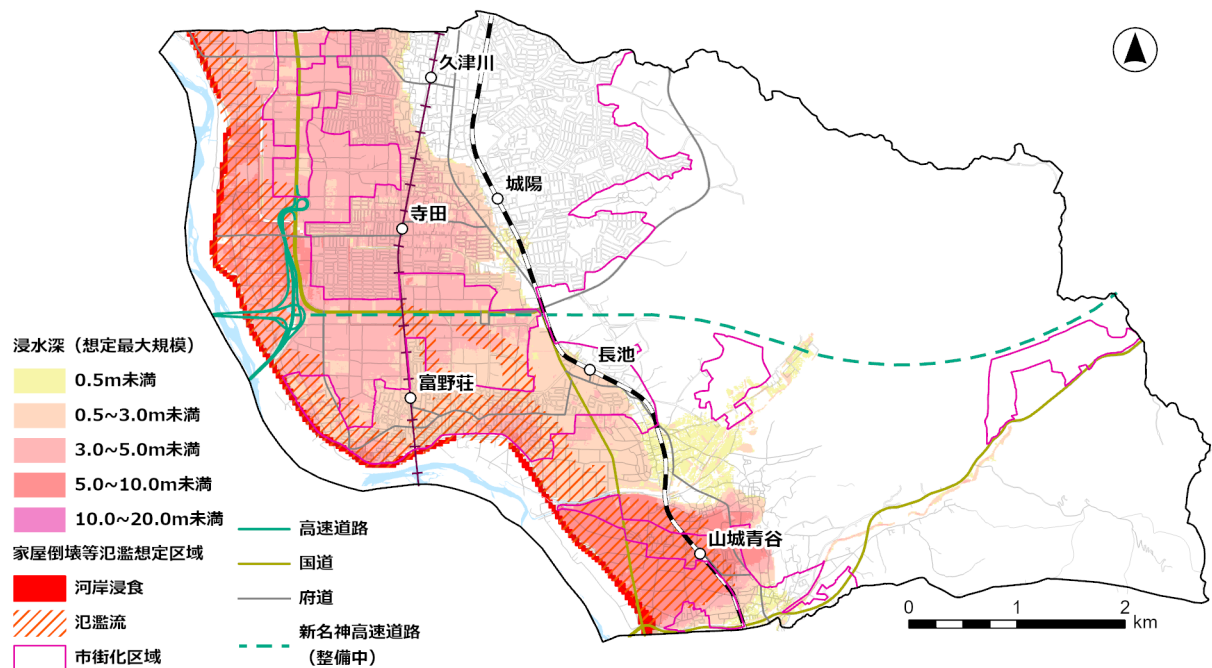 久津川
城陽
寺田
長池
富野荘
山城青谷
浸水深（想定最大規模）
0.5m未満
0.5~3.0m未満
3.0~5.0m未満
5.0~10.0m未満
10.0~20.0m未満
家屋倒壊等氾濫想定区域
河岸浸食
氾濫流
市街化区域
高速道路
国道
府道
新名神高速道路
（整備中）
0 1 2
km